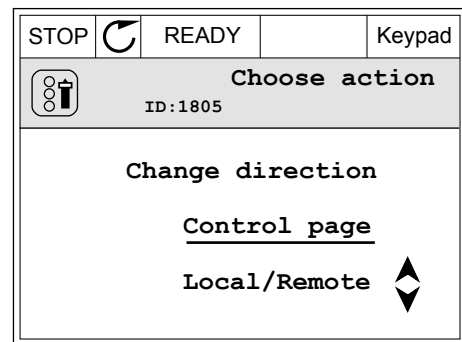 STOP READY Keypad
Choose action
ID:1805
Change direction
Control page
Local/Remote